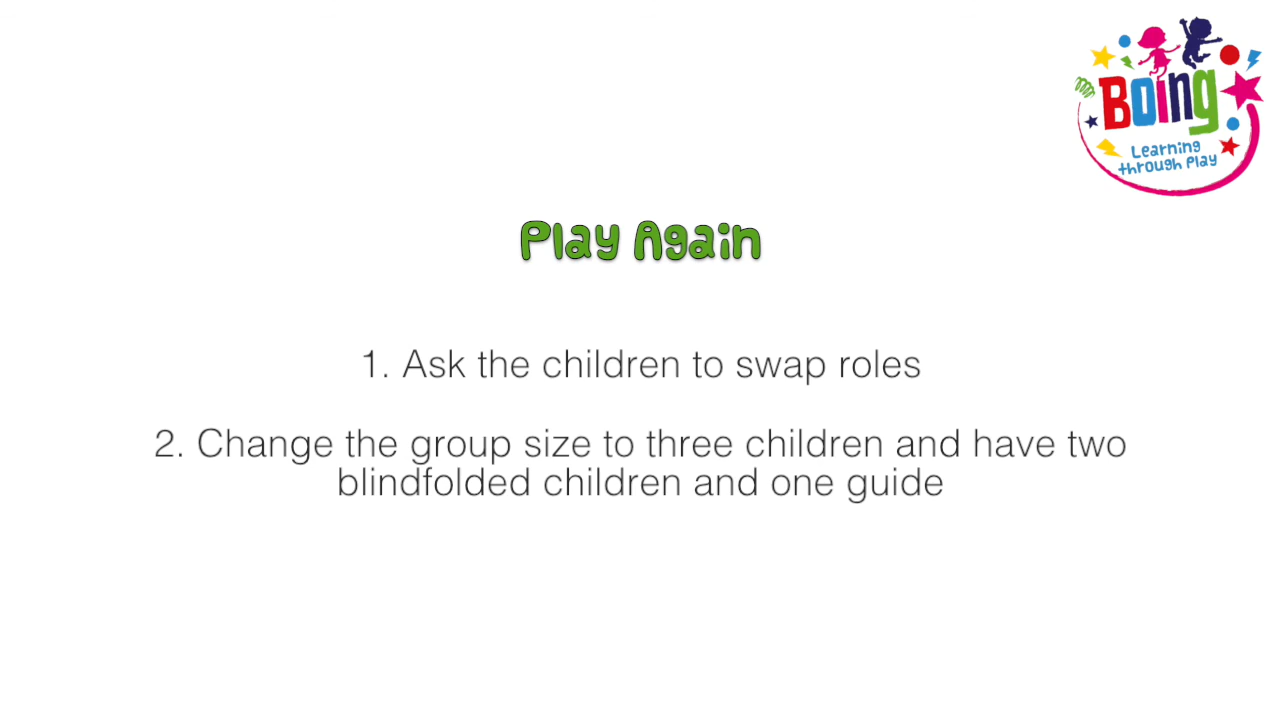 Boing
Learning
through Play
Play Again
1. Ask the children to swap roles
2. Change the group size to three children and have two
blindfolded children and one guide